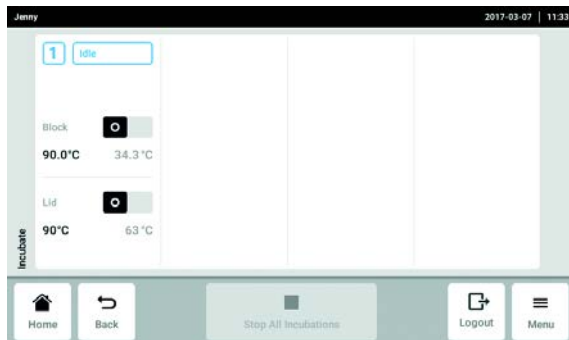 Jenny
2017-03-07 | 11:33
1 Idle
Block
90.0°C 34.3 °C
Lid
90°C 63 °C
Incubate
Home
Back
Stop All Incubations
Logout
Menu